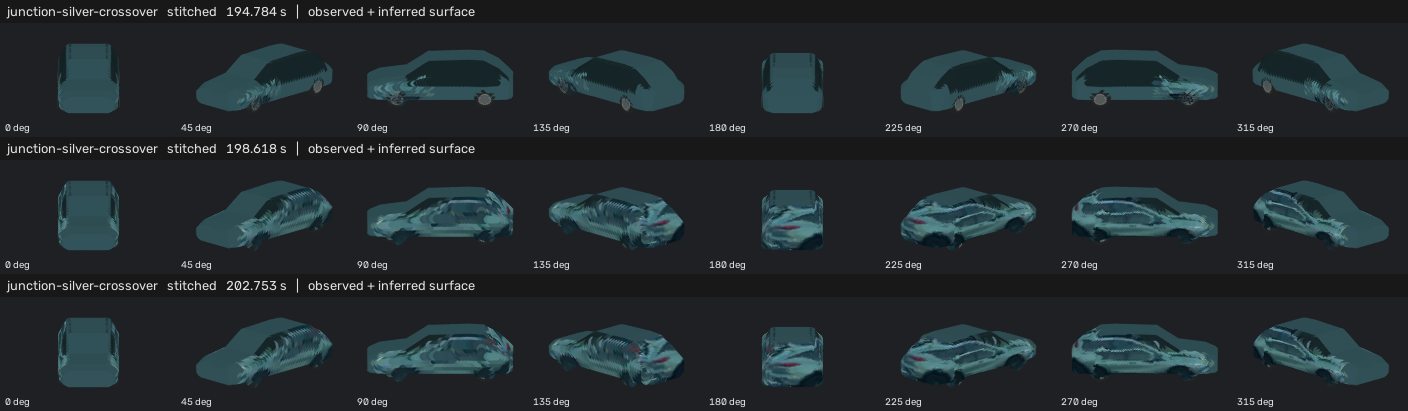 junction-silver-crossover stitched 194.784 s | observed + inferred surface
0 deg 45 deg 90 deg 135 deg 180 deg 225 deg 270 deg 315 deg
junction-silver-crossover stitched 198.618 s | observed + inferred surface
0 deg 45 deg 90 deg 135 deg 180 deg 225 deg 270 deg 315 deg
junction-silver-crossover stitched 202.753 s | observed + inferred surface
0 deg 45 deg 90 deg 135 deg 180 deg 225 deg 270 deg 315 deg